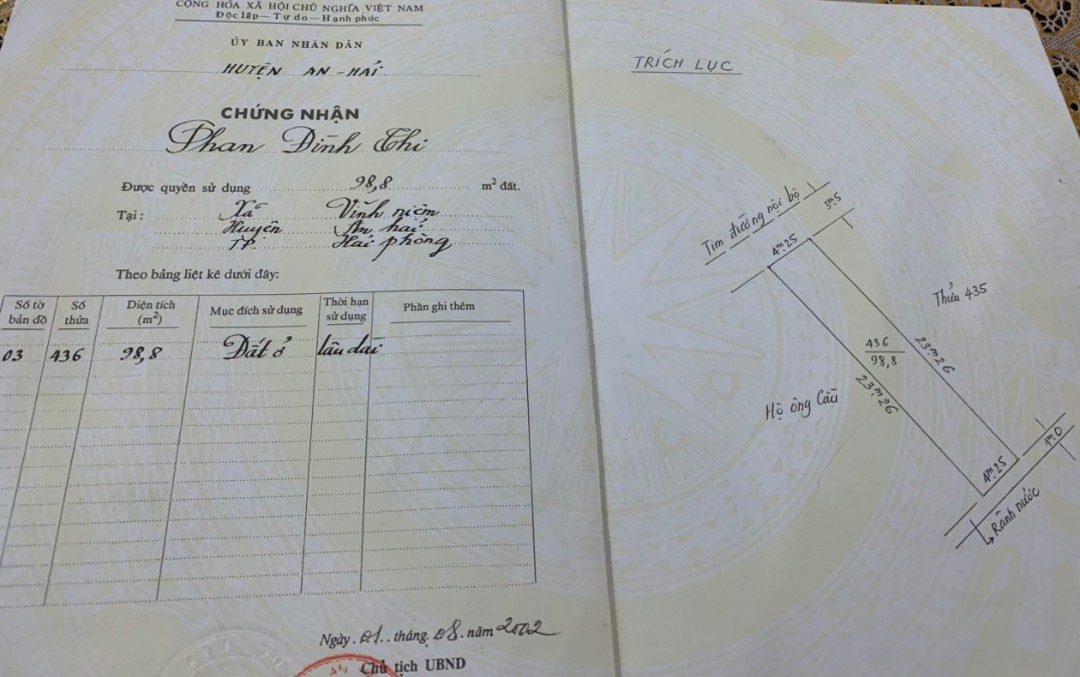 CỘNG HÒA XÃ HỘI CHỦ NGHĨA VIỆT NAM
Độc lập — Tự do — Hạnh phúc
ỦY BAN NHÂN DÂN
HUYỆN AN - HẢI
CHỨNG NHẬN
Phan Đình Thi
Được quyền sử dụng 98,8 m² đất.
Tại : Xã Vĩnh niệm
Huyện An hải
TP. Hải phòng
Theo bảng liệt kê dưới đây:
Số tờ bản đồ Số thửa Diện tích (m²) Mục đích sử dụng Thời hạn sử dụng Phần ghi thêm
03 436 98,8 Đất ở lâu dài
Ngày 01 tháng 08 năm 2002
Chủ tịch UBND
TRÍCH LỤC
Tim đường nội bộ
3m5
4m25
Thửa 435
436
98,8
23m26
23m26
Hộ ông Cầu
4m25
1m0
Rãnh nước